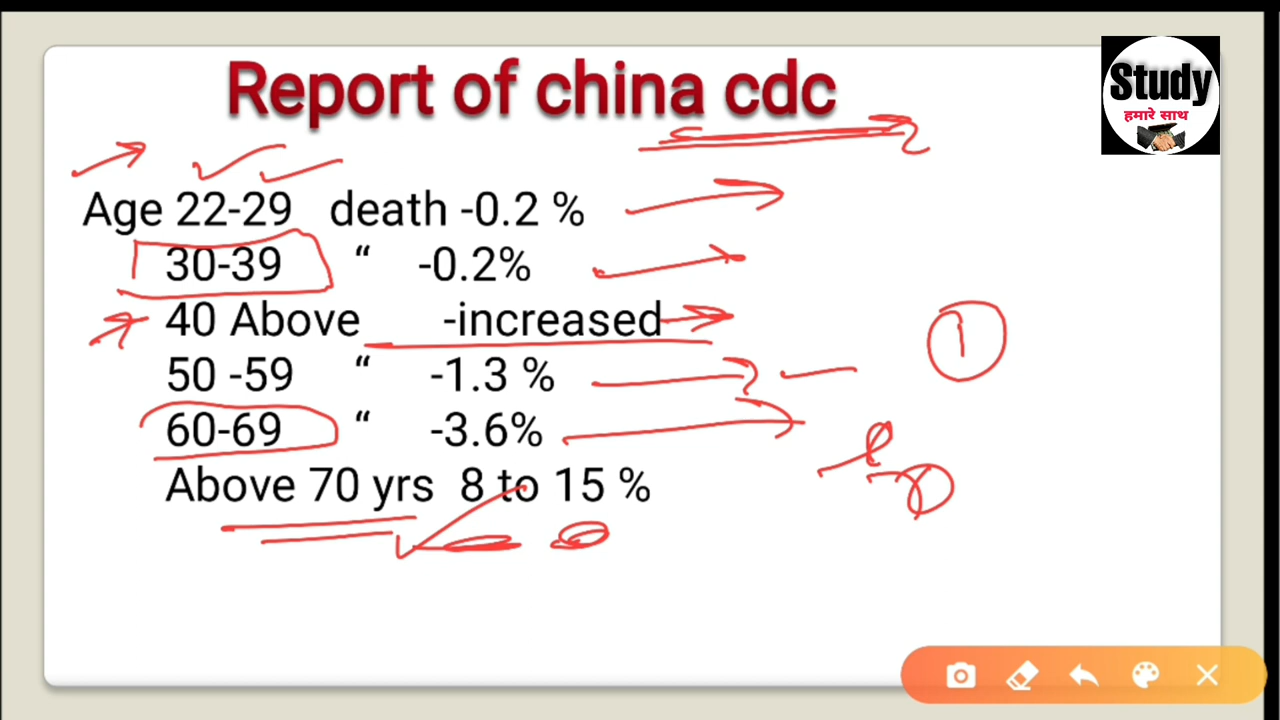 Report of china cdc
Study
हमारे साथ
Age 22-29 death -0.2 %
30-39 “ -0.2%
40 Above -increased
50 -59 “ -1.3 %
60-69 “ -3.6%
Above 70 yrs 8 to 15 %
1